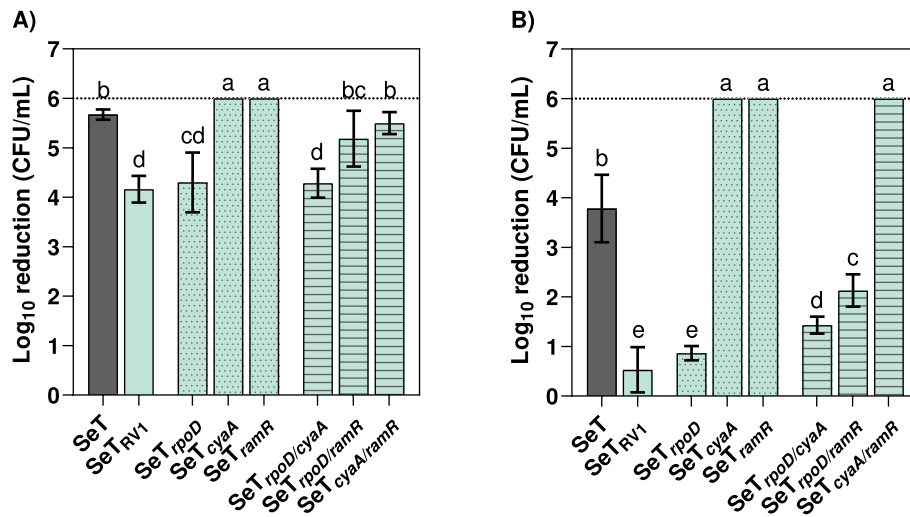 A)
7
6
5
4
3
2
1
0
Log10 reduction (CFU/mL)
b
d
cd
a
a
d
bc
b
SeT
SeTRV1
SeTrpoD
SeTcyaA
SeTramR
SeTrpoD/cyaA
SeTrpoD/ramR
SeTcyaA/ramR
B)
7
6
5
4
3
2
1
0
Log10 reduction (CFU/mL)
b
e
e
a
a
d
c
a
SeT
SeTRV1
SeTrpoD
SeTcyaA
SeTramR
SeTrpoD/cyaA
SeTrpoD/ramR
SeTcyaA/ramR